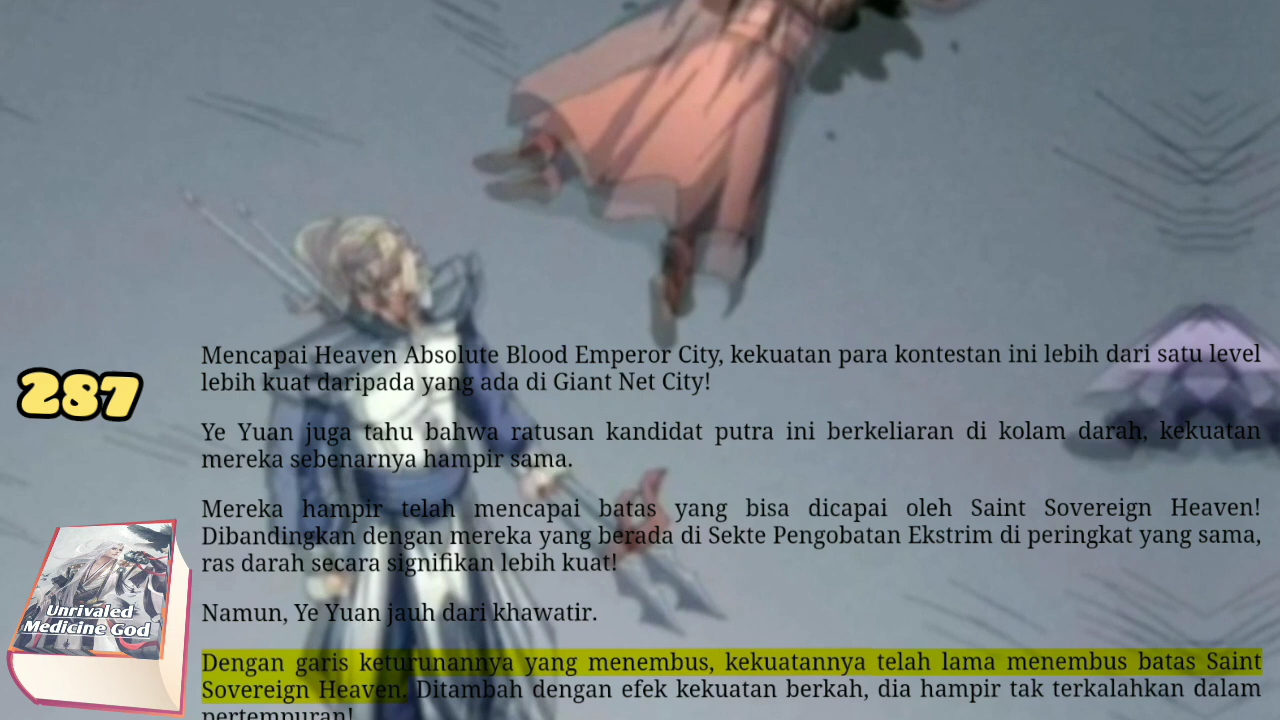 Mencapai Heaven Absolute Blood Emperor City, kekuatan para kontestan ini lebih dari satu level
lebih kuat daripada yang ada di Giant Net City!
287
Ye Yuan juga tahu bahwa ratusan kandidat putra ini berkeliaran di kolam darah, kekuatan
mereka sebenarnya hampir sama.
Mereka hampir telah mencapai batas yang bisa dicapai oleh Saint Sovereign Heaven!
Dibandingkan dengan mereka yang berada di Sekte Pengobatan Ekstrim di peringkat yang sama,
ras darah secara signifikan lebih kuat!
Namun, Ye Yuan jauh dari khawatir.
Unrivaled
Medicine God
Dengan garis keturunannya yang menembus, kekuatannya telah lama menembus batas Saint
Sovereign Heaven. Ditambah dengan efek kekuatan berkah, dia hampir tak terkalahkan dalam
pertempuran!